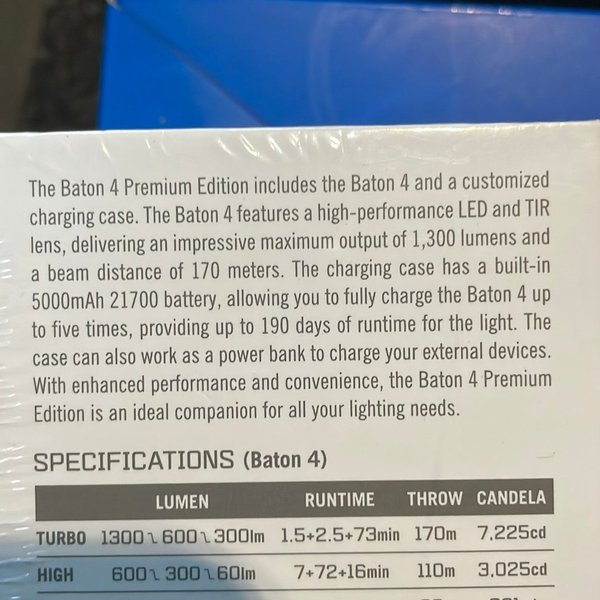 The Baton 4 Premium Edition includes the Baton 4 and a customized
charging case. The Baton 4 features a high-performance LED and TIR
lens, delivering an impressive maximum output of 1,300 lumens and
a beam distance of 170 meters. The charging case has a built-in
5000mAh 21700 battery, allowing you to fully charge the Baton 4 up
to five times, providing up to 190 days of runtime for the light. The
case can also work as a power bank to charge your external devices.
With enhanced performance and convenience, the Baton 4 Premium
Edition is an ideal companion for all your lighting needs.
SPECIFICATIONS (Baton 4)
LUMEN RUNTIME THROW CANDELA
TURBO 1300 ~ 600 ~ 300lm 1.5+2.5+73min 170m 7,225cd
HIGH 600 ~ 300 ~ 60lm 7+72+16min 110m 3,025cd